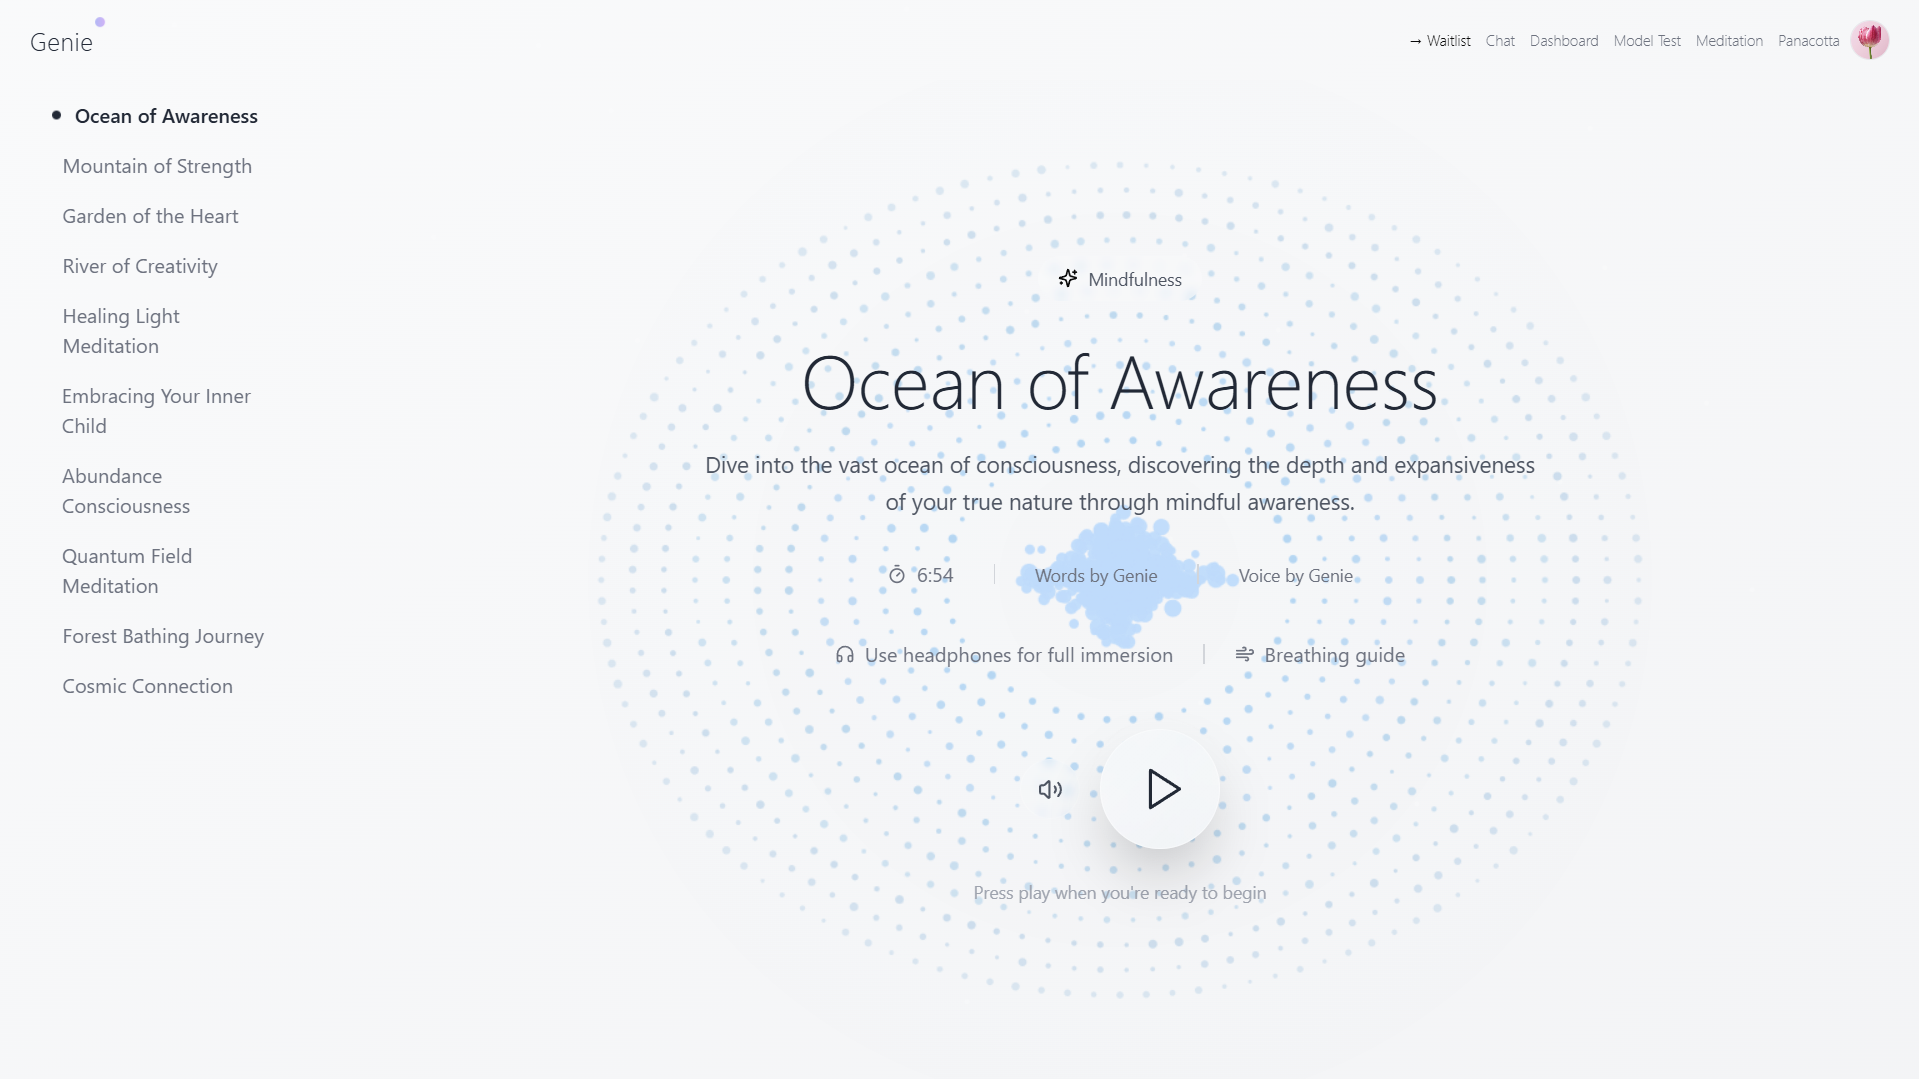 Genie
→ Waitlist Chat Dashboard Model Test Meditation Panacotta
Ocean of Awareness
Mountain of Strength
Garden of the Heart
River of Creativity
Healing Light
Meditation
Embracing Your Inner
Child
Abundance
Consciousness
Quantum Field
Meditation
Forest Bathing Journey
Cosmic Connection
Mindfulness
Ocean of Awareness
Dive into the vast ocean of consciousness, discovering the depth and expansiveness
of your true nature through mindful awareness.
6:54 Words by Genie Voice by Genie
Use headphones for full immersion Breathing guide
Press play when you're ready to begin